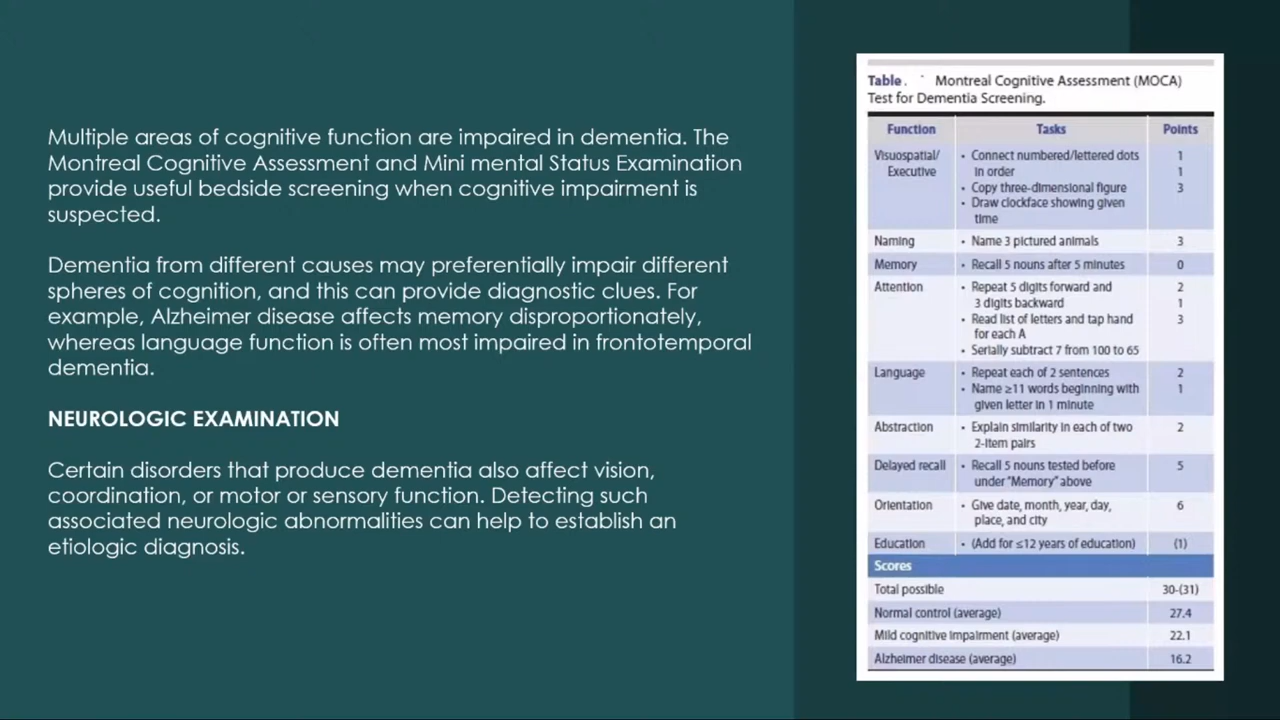 Multiple areas of cognitive function are impaired in dementia. The
Montreal Cognitive Assessment and Mini mental Status Examination
provide useful bedside screening when cognitive impairment is
suspected.
Dementia from different causes may preferentially impair different
spheres of cognition, and this can provide diagnostic clues. For
example, Alzheimer disease affects memory disproportionately,
whereas language function is often most impaired in frontotemporal
dementia.
NEUROLOGIC EXAMINATION
Certain disorders that produce dementia also affect vision,
coordination, or motor or sensory function. Detecting such
associated neurologic abnormalities can help to establish an
etiologic diagnosis.
Table. Montreal Cognitive Assessment (MOCA)
Test for Dementia Screening.
Function Tasks Points
Visuospatial/ • Connect numbered/lettered dots 1
Executive in order 1
• Copy three-dimensional figure 3
• Draw clockface showing given
time
Naming • Name 3 pictured animals 3
Memory • Recall 5 nouns after 5 minutes 0
Attention • Repeat 5 digits forward and 2
3 digits backward 1
• Read list of letters and tap hand 3
for each A
• Serially subtract 7 from 100 to 65
Language • Repeat each of 2 sentences 2
• Name ≥11 words beginning with 1
given letter in 1 minute
Abstraction • Explain similarity in each of two 2
2-item pairs
Delayed recall • Recall 5 nouns tested before 5
under "Memory" above
Orientation • Give date, month, year, day, 6
place, and city
Education • (Add for ≤12 years of education) (1)
Scores
Total possible 30-(31)
Normal control (average) 27.4
Mild cognitive impairment (average) 22.1
Alzheimer disease (average) 16.2